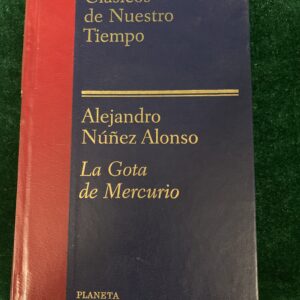 Clásicos
de Nuestro
Tiempo
Alejandro
Núñez Alonso
La Gota
de Mercurio
PLANETA